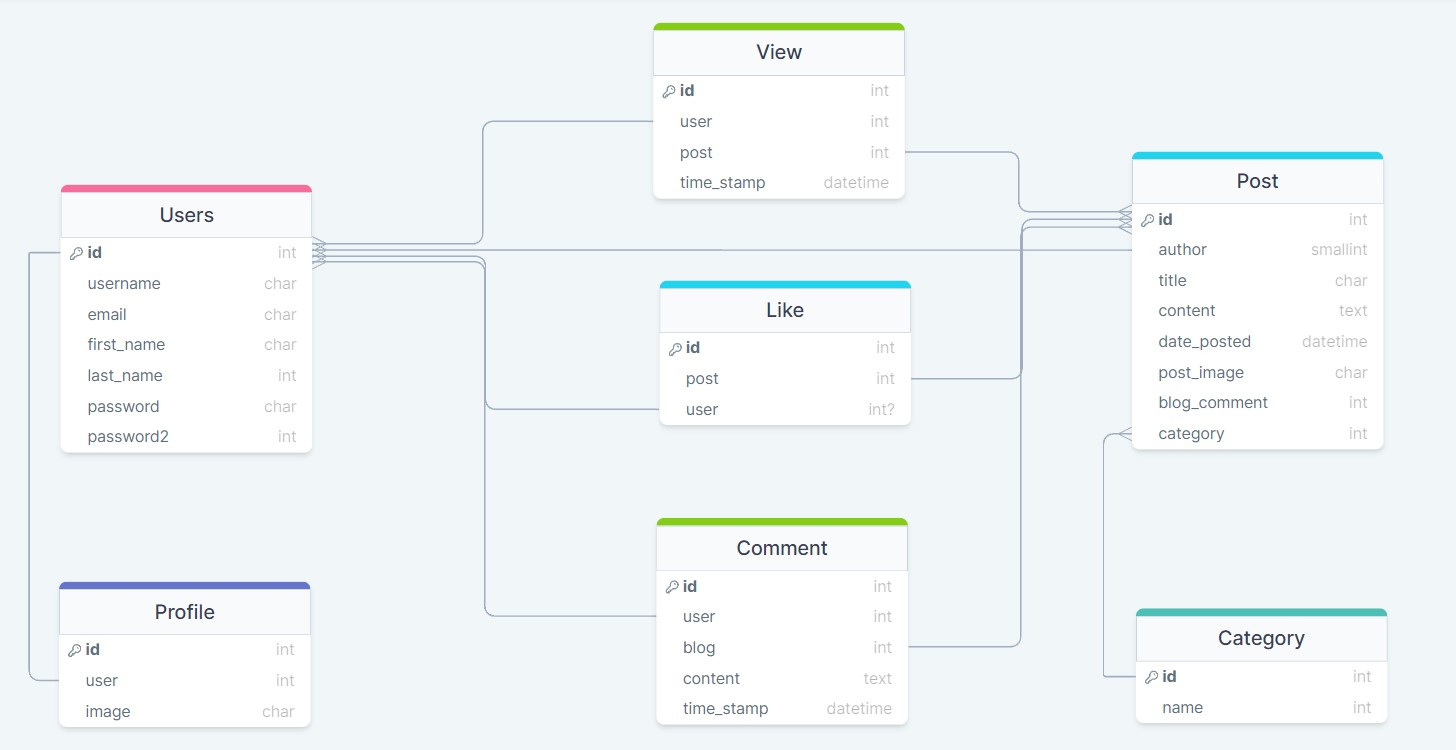 View
id int
user int
post int
time_stamp datetime
Users
id int
username char
email char
first_name char
last_name int
password char
password2 int
Post
id int
author smallint
title char
content text
date_posted datetime
post_image char
blog_comment int
category int
Like
id int
post int
user int?
Comment
id int
user int
blog int
content text
time_stamp datetime
Profile
id int
user int
image char
Category
id int
name int